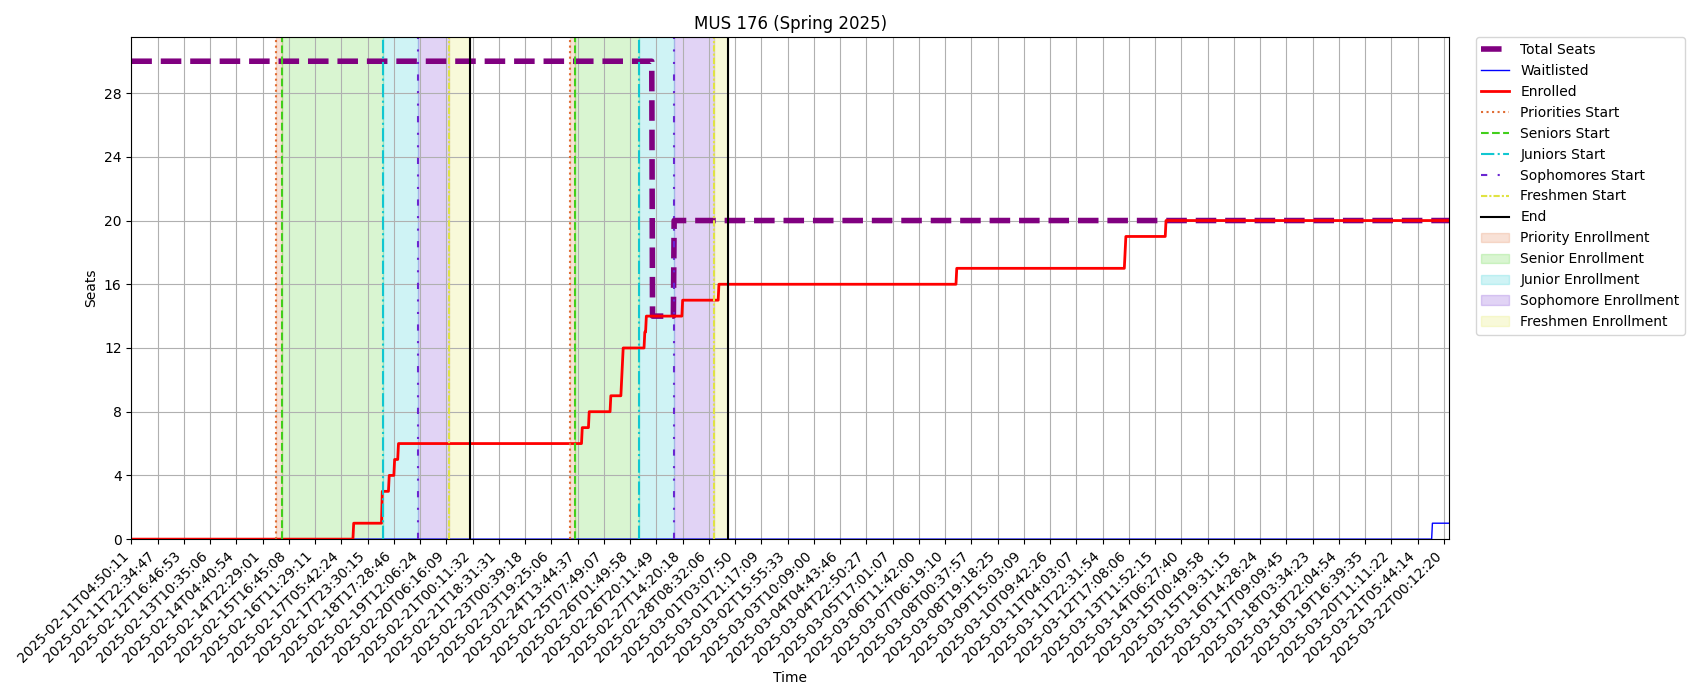 MUS 176 (Spring 2025)
Seats
28
24
20
16
12
8
4
0
2025-02-11T04:50:11
2025-02-11T22:34:47
2025-02-12T16:46:53
2025-02-13T10:35:06
2025-02-14T04:40:54
2025-02-14T22:29:01
2025-02-15T16:45:08
2025-02-16T11:29:11
2025-02-17T05:42:24
2025-02-17T23:30:15
2025-02-18T17:28:46
2025-02-19T12:06:24
2025-02-20T06:16:09
2025-02-21T00:11:32
2025-02-21T18:31:31
2025-02-23T00:39:18
2025-02-23T19:25:06
2025-02-24T13:44:37
2025-02-25T07:49:07
2025-02-26T01:49:58
2025-02-26T20:11:49
2025-02-27T14:20:18
2025-02-28T08:32:06
2025-03-01T03:07:50
2025-03-01T21:17:09
2025-03-02T15:55:33
2025-03-03T10:09:00
2025-03-04T04:43:46
2025-03-04T22:50:27
2025-03-05T17:01:07
2025-03-06T11:42:00
2025-03-07T06:19:10
2025-03-08T00:37:57
2025-03-08T19:18:25
2025-03-09T15:03:09
2025-03-10T09:42:26
2025-03-11T04:03:07
2025-03-11T22:31:54
2025-03-12T17:08:06
2025-03-13T11:52:15
2025-03-14T06:27:40
2025-03-15T00:49:58
2025-03-15T19:31:15
2025-03-16T14:28:24
2025-03-17T09:09:45
2025-03-18T03:34:23
2025-03-18T22:04:54
2025-03-19T16:39:35
2025-03-20T11:11:22
2025-03-21T05:44:14
2025-03-22T00:12:20
Time
Total Seats
Waitlisted
Enrolled
Priorities Start
Seniors Start
Juniors Start
Sophomores Start
Freshmen Start
End
Priority Enrollment
Senior Enrollment
Junior Enrollment
Sophomore Enrollment
Freshmen Enrollment